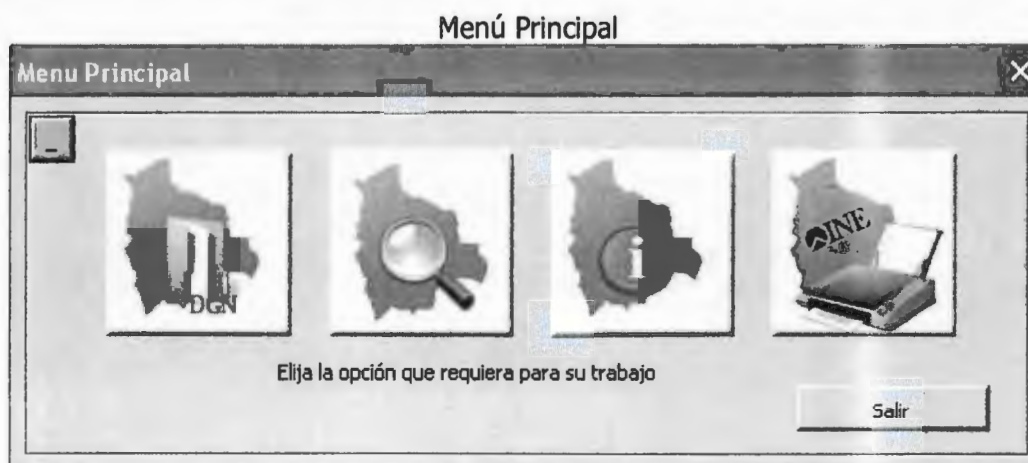 Menú Principal
Menu Principal
DGN
i
INE
Elija la opción que requiera para su trabajo
Salir